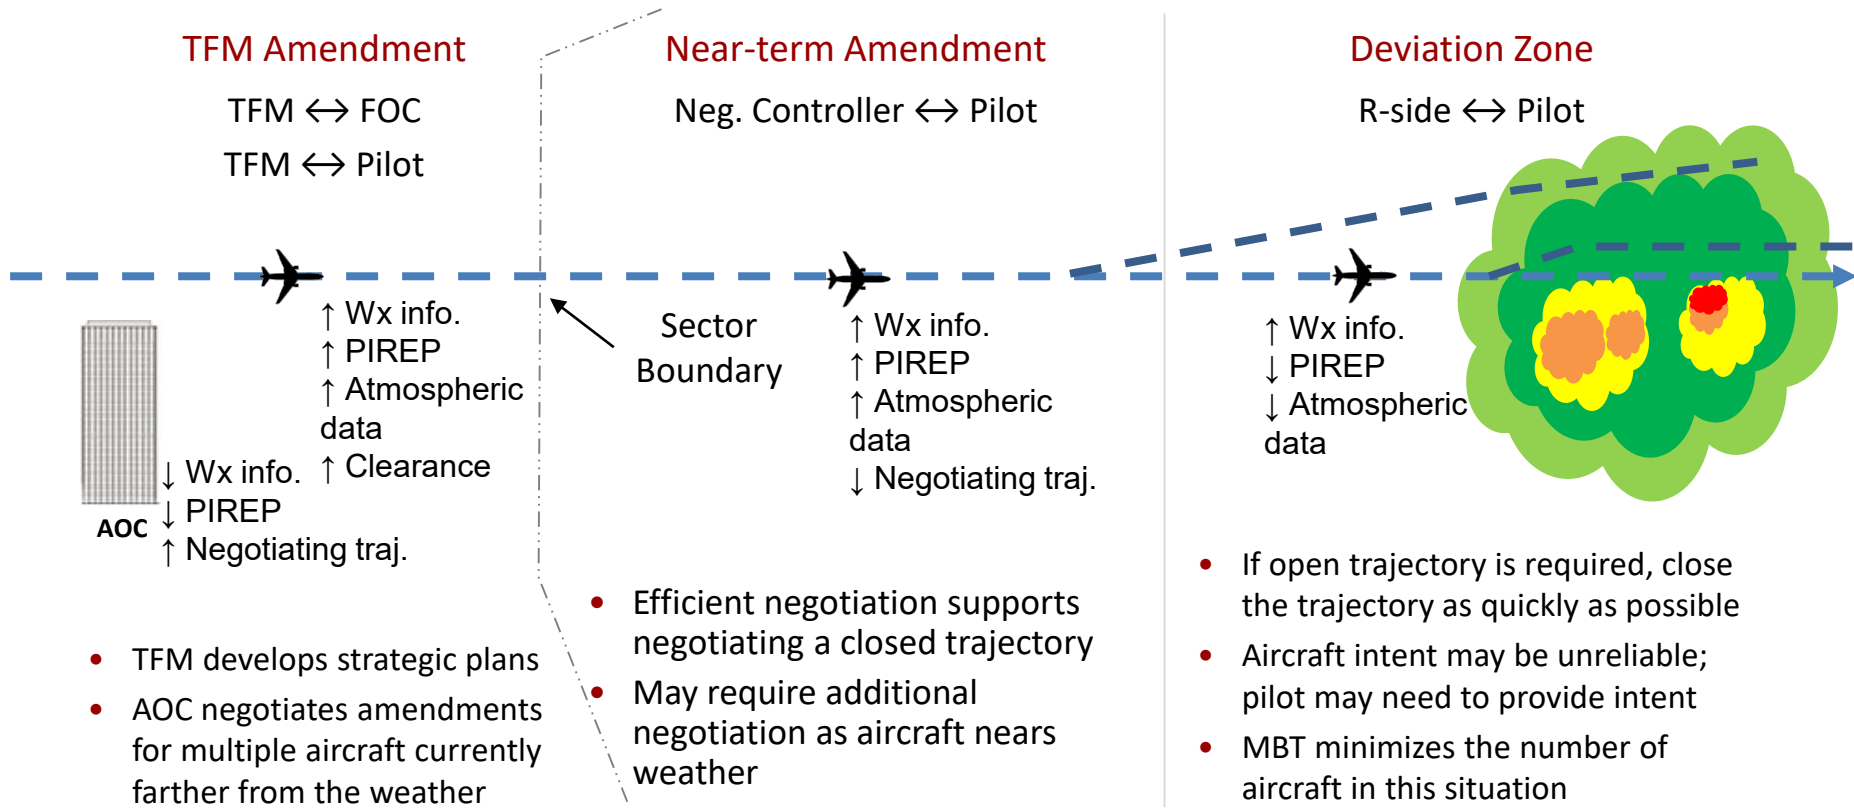 TFM Amendment
TFM ↔ FOC
TFM ↔ Pilot
↑ Wx info.
↑ PIREP
↑ Atmospheric
data
↑ Clearance
AOC
↓ Wx info.
↓ PIREP
↑ Negotiating traj.
• TFM develops strategic plans
• AOC negotiates amendments
for multiple aircraft currently
farther from the weather
Near-term Amendment
Neg. Controller ↔ Pilot
Sector
Boundary
↑ Wx info.
↑ PIREP
↑ Atmospheric
data
↓ Negotiating traj.
• Efficient negotiation supports
negotiating a closed trajectory
• May require additional
negotiation as aircraft nears
weather
Deviation Zone
R-side ↔ Pilot
↑ Wx info.
↓ PIREP
↓ Atmospheric
data
• If open trajectory is required, close
the trajectory as quickly as possible
• Aircraft intent may be unreliable;
pilot may need to provide intent
• MBT minimizes the number of
aircraft in this situation